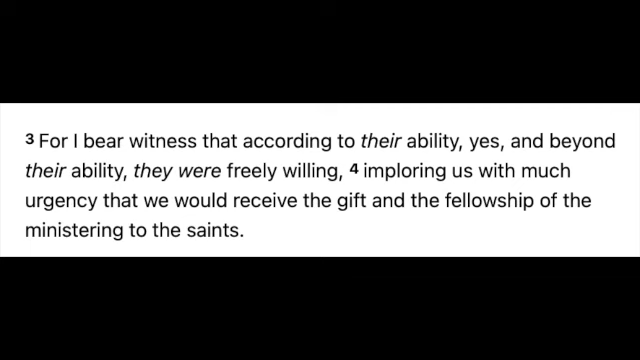 3 For I bear witness that according to their ability, yes, and beyond
their ability, they were freely willing, 4 imploring us with much
urgency that we would receive the gift and the fellowship of the
ministering to the saints.